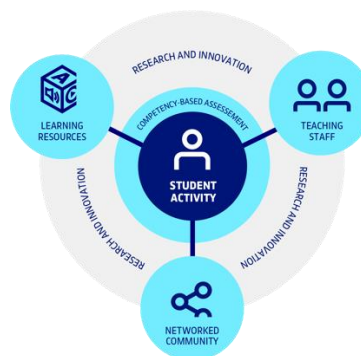 RESEARCH AND INNOVATION
COMPETENCY-BASED ASSESSEMENT
LEARNING
RESOURCES
TEACHING
STAFF
STUDENT
ACTIVITY
RESEARCH AND INNOVATION
RESEARCH AND INNOVATION
NETWORKED
COMMUNITY